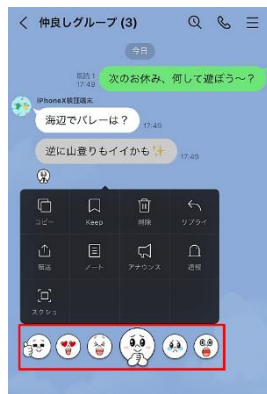 仲良しグループ (3)
今日
既読 1
17:49
次のお休み、何して遊ぼう〜?
iPhoneX検証端末
海辺でバレーは?
17:49
逆に山登りもイイかも✨
17:49
コピー
Keep
削除
リプライ
転送
ノート
アナウンス
通報
スクショ